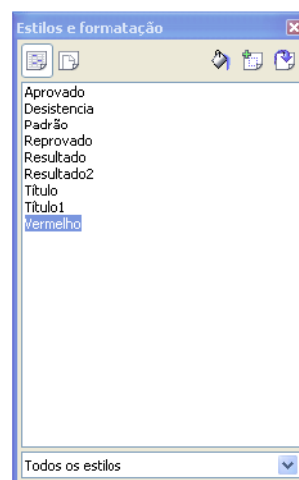 Estilos e formatação
Aprovado
Desistencia
Padrão
Reprovado
Resultado
Resultado2
Título
Título1
Vermelho
Todos os estilos